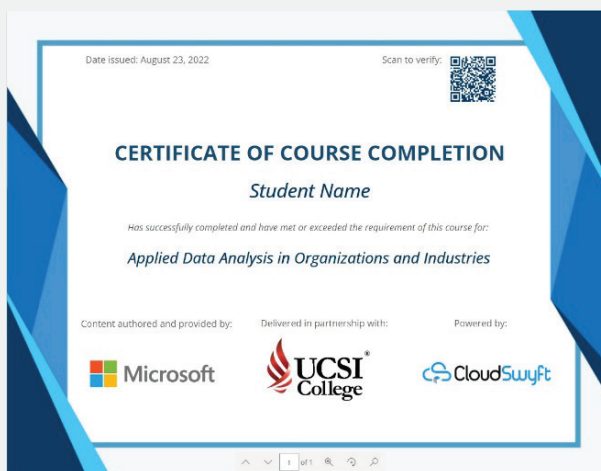 Date issued: August 23, 2022
Scan to verify:
CERTIFICATE OF COURSE COMPLETION
Student Name
Has successfully completed and have met or exceeded the requirement of this course for:
Applied Data Analysis in Organizations and Industries
Content authored and provided by:
Delivered in partnership with:
Powered by:
Microsoft
UCSI
College
CloudSwyft
1 of 1